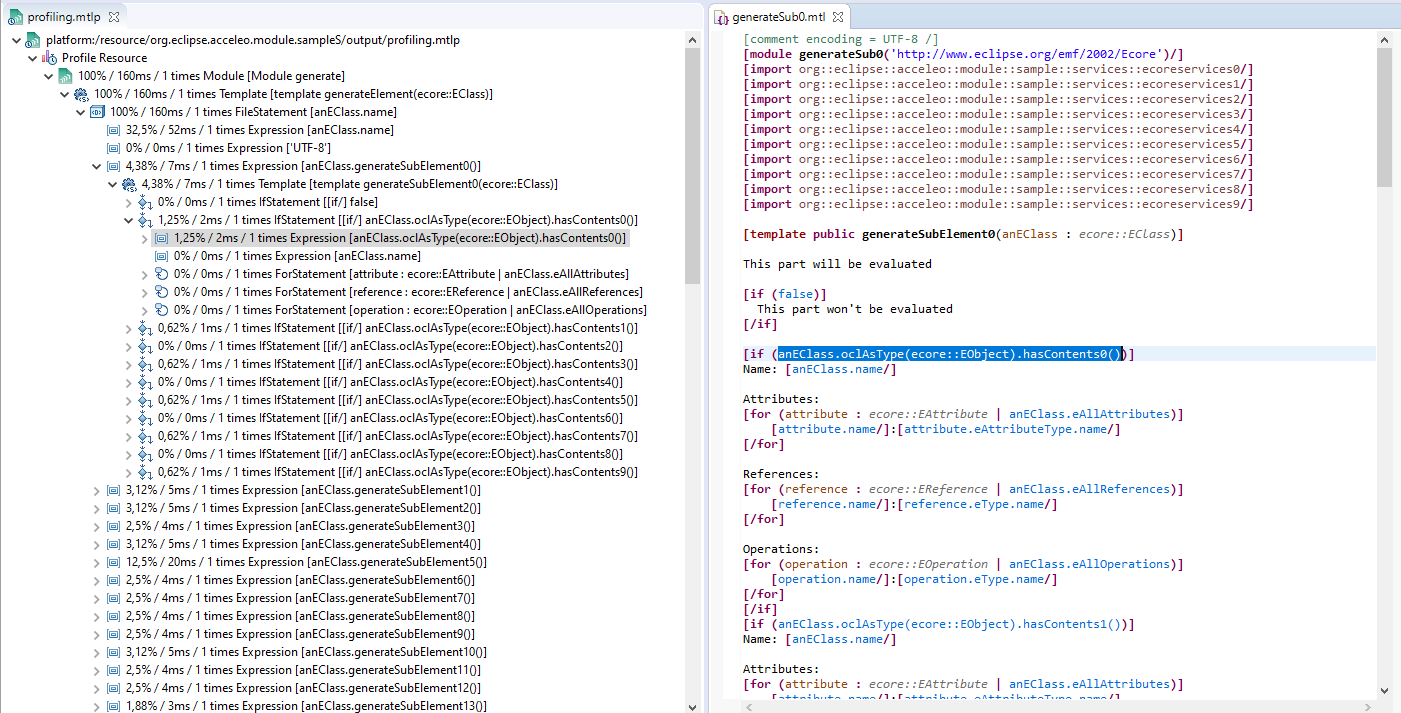 profiling.mtlp
platform:/resource/org.eclipse.acceleo.module.sampleS/output/profiling.mtlp
Profile Resource
100% / 160ms / 1 times Module [Module generate]
100% / 160ms / 1 times Template [template generateElement(ecore::EClass)]
100% / 160ms / 1 times FileStatement [anEClass.name]
32,5% / 52ms / 1 times Expression [anEClass.name]
0% / 0ms / 1 times Expression ['UTF-8']
4,38% / 7ms / 1 times Expression [anEClass.generateSubElement0()]
4,38% / 7ms / 1 times Template [template generateSubElement0(ecore::EClass)]
0% / 0ms / 1 times IfStatement [[if/] false]
1,25% / 2ms / 1 times IfStatement [[if/] anEClass.oclAsType(ecore::EObject).hasContents0()]
1,25% / 2ms / 1 times Expression [anEClass.oclAsType(ecore::EObject).hasContents0()]
0% / 0ms / 1 times Expression [anEClass.name]
0% / 0ms / 1 times ForStatement [attribute : ecore::EAttribute | anEClass.eAllAttributes]
0% / 0ms / 1 times ForStatement [reference : ecore::EReference | anEClass.eAllReferences]
0% / 0ms / 1 times ForStatement [operation : ecore::EOperation | anEClass.eAllOperations]
0,62% / 1ms / 1 times IfStatement [[if/] anEClass.oclAsType(ecore::EObject).hasContents1()]
0% / 0ms / 1 times IfStatement [[if/] anEClass.oclAsType(ecore::EObject).hasContents2()]
0,62% / 1ms / 1 times IfStatement [[if/] anEClass.oclAsType(ecore::EObject).hasContents3()]
0% / 0ms / 1 times IfStatement [[if/] anEClass.oclAsType(ecore::EObject).hasContents4()]
0,62% / 1ms / 1 times IfStatement [[if/] anEClass.oclAsType(ecore::EObject).hasContents5()]
0% / 0ms / 1 times IfStatement [[if/] anEClass.oclAsType(ecore::EObject).hasContents6()]
0,62% / 1ms / 1 times IfStatement [[if/] anEClass.oclAsType(ecore::EObject).hasContents7()]
0% / 0ms / 1 times IfStatement [[if/] anEClass.oclAsType(ecore::EObject).hasContents8()]
0,62% / 1ms / 1 times IfStatement [[if/] anEClass.oclAsType(ecore::EObject).hasContents9()]
3,12% / 5ms / 1 times Expression [anEClass.generateSubElement1()]
3,12% / 5ms / 1 times Expression [anEClass.generateSubElement2()]
2,5% / 4ms / 1 times Expression [anEClass.generateSubElement3()]
3,12% / 5ms / 1 times Expression [anEClass.generateSubElement4()]
12,5% / 20ms / 1 times Expression [anEClass.generateSubElement5()]
2,5% / 4ms / 1 times Expression [anEClass.generateSubElement6()]
2,5% / 4ms / 1 times Expression [anEClass.generateSubElement7()]
2,5% / 4ms / 1 times Expression [anEClass.generateSubElement8()]
2,5% / 4ms / 1 times Expression [anEClass.generateSubElement9()]
3,12% / 5ms / 1 times Expression [anEClass.generateSubElement10()]
2,5% / 4ms / 1 times Expression [anEClass.generateSubElement11()]
2,5% / 4ms / 1 times Expression [anEClass.generateSubElement12()]
1,88% / 3ms / 1 times Expression [anEClass.generateSubElement13()]
generateSub0.mtl
[comment encoding = UTF-8 /]
[module generateSub0('http://www.eclipse.org/emf/2002/Ecore')/]
[import org::eclipse::acceleo::module::sample::services::ecoreservices0/]
[import org::eclipse::acceleo::module::sample::services::ecoreservices1/]
[import org::eclipse::acceleo::module::sample::services::ecoreservices2/]
[import org::eclipse::acceleo::module::sample::services::ecoreservices3/]
[import org::eclipse::acceleo::module::sample::services::ecoreservices4/]
[import org::eclipse::acceleo::module::sample::services::ecoreservices5/]
[import org::eclipse::acceleo::module::sample::services::ecoreservices6/]
[import org::eclipse::acceleo::module::sample::services::ecoreservices7/]
[import org::eclipse::acceleo::module::sample::services::ecoreservices8/]
[import org::eclipse::acceleo::module::sample::services::ecoreservices9/]
[template public generateSubElement0(anEClass : ecore::EClass)]
This part will be evaluated
[if (false)]
This part won't be evaluated
[/if]
[if (anEClass.oclAsType(ecore::EObject).hasContents0())]
Name: [anEClass.name/]
Attributes:
[for (attribute : ecore::EAttribute | anEClass.eAllAttributes)]
[attribute.name/]:[attribute.eAttributeType.name/]
[/for]
References:
[for (reference : ecore::EReference | anEClass.eAllReferences)]
[reference.name/]:[reference.eType.name/]
[/for]
Operations:
[for (operation : ecore::EOperation | anEClass.eAllOperations)]
[operation.name/]:[operation.eType.name/]
[/for]
[/if]
[if (anEClass.oclAsType(ecore::EObject).hasContents1())]
Name: [anEClass.name/]
Attributes:
[for (attribute : ecore::EAttribute | anEClass.eAllAttributes)]
[attribute.name/]:[attribute.eAttributeType.name/]